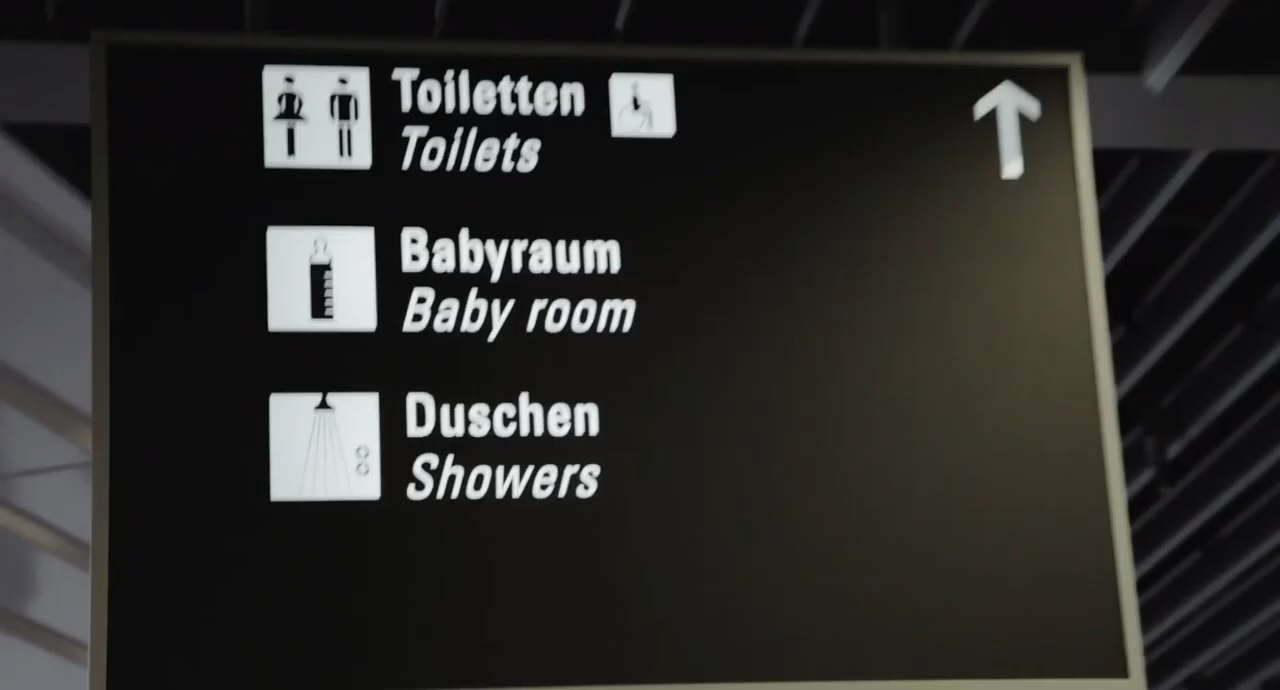 Toiletten
Toilets
Babyraum
Baby room
Duschen
Showers